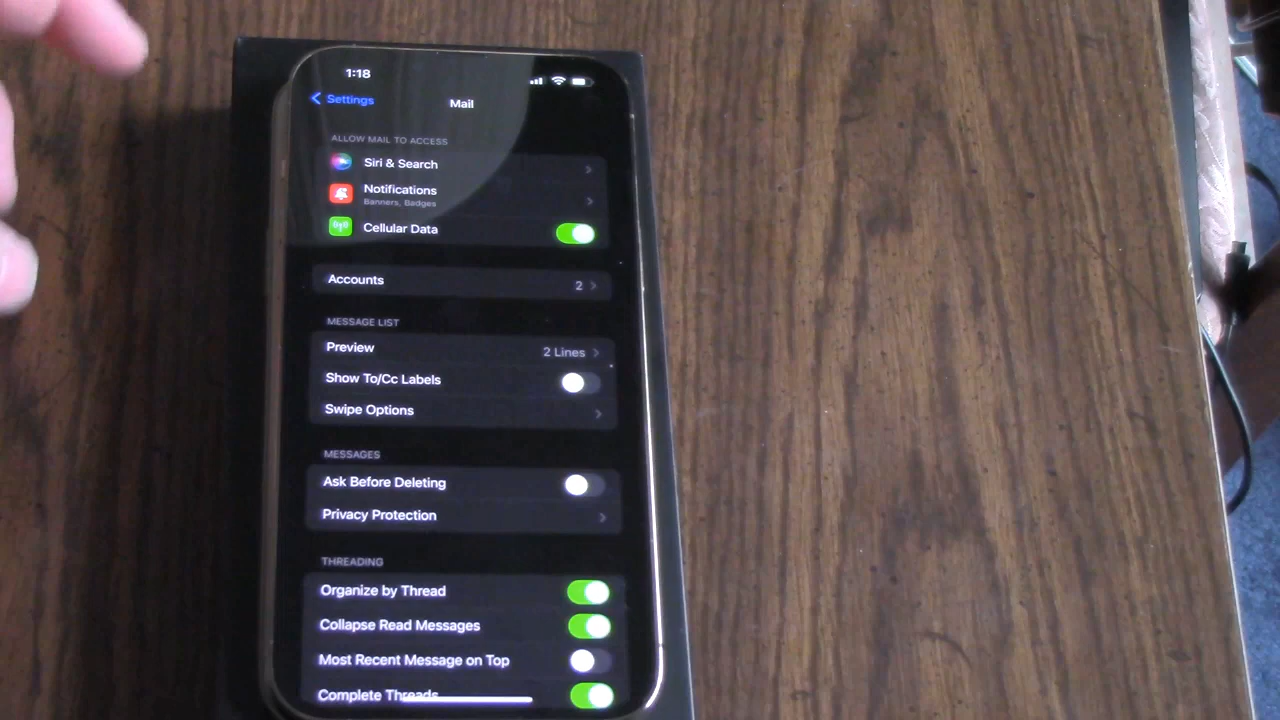 1:18
Settings
Mail
ALLOW MAIL TO ACCESS
Siri & Search
Notifications
Banners, Badges
Cellular Data
Accounts 2
MESSAGE LIST
Preview 2 Lines
Show To/Cc Labels
Swipe Options
MESSAGES
Ask Before Deleting
Privacy Protection
THREADING
Organize by Thread
Collapse Read Messages
Most Recent Message on Top
Complete Threads